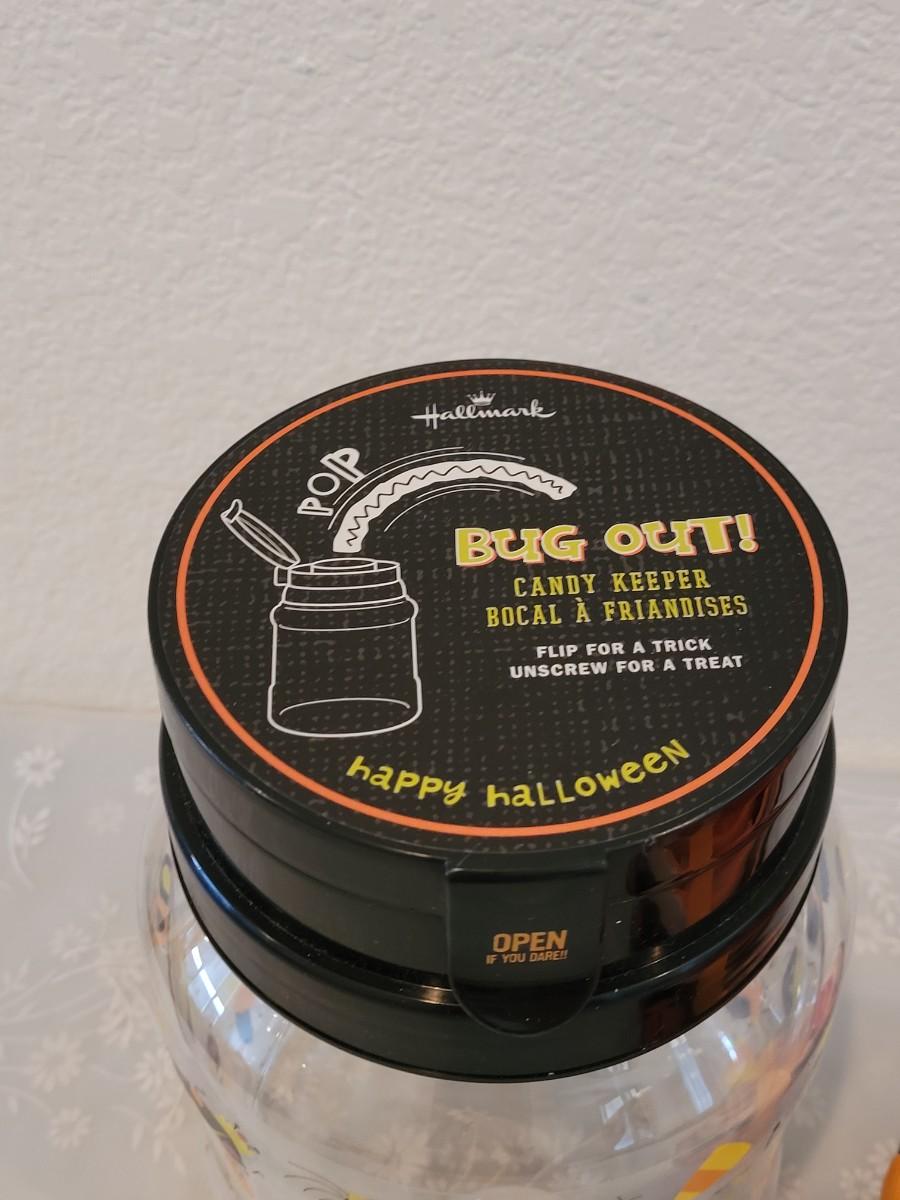 Hallmark
POP
BUG OUT!
CANDY KEEPER
BOCAL À FRIANDISES
FLIP FOR A TRICK
UNSCREW FOR A TREAT
happy halloween
OPEN
IF YOU DARE!!